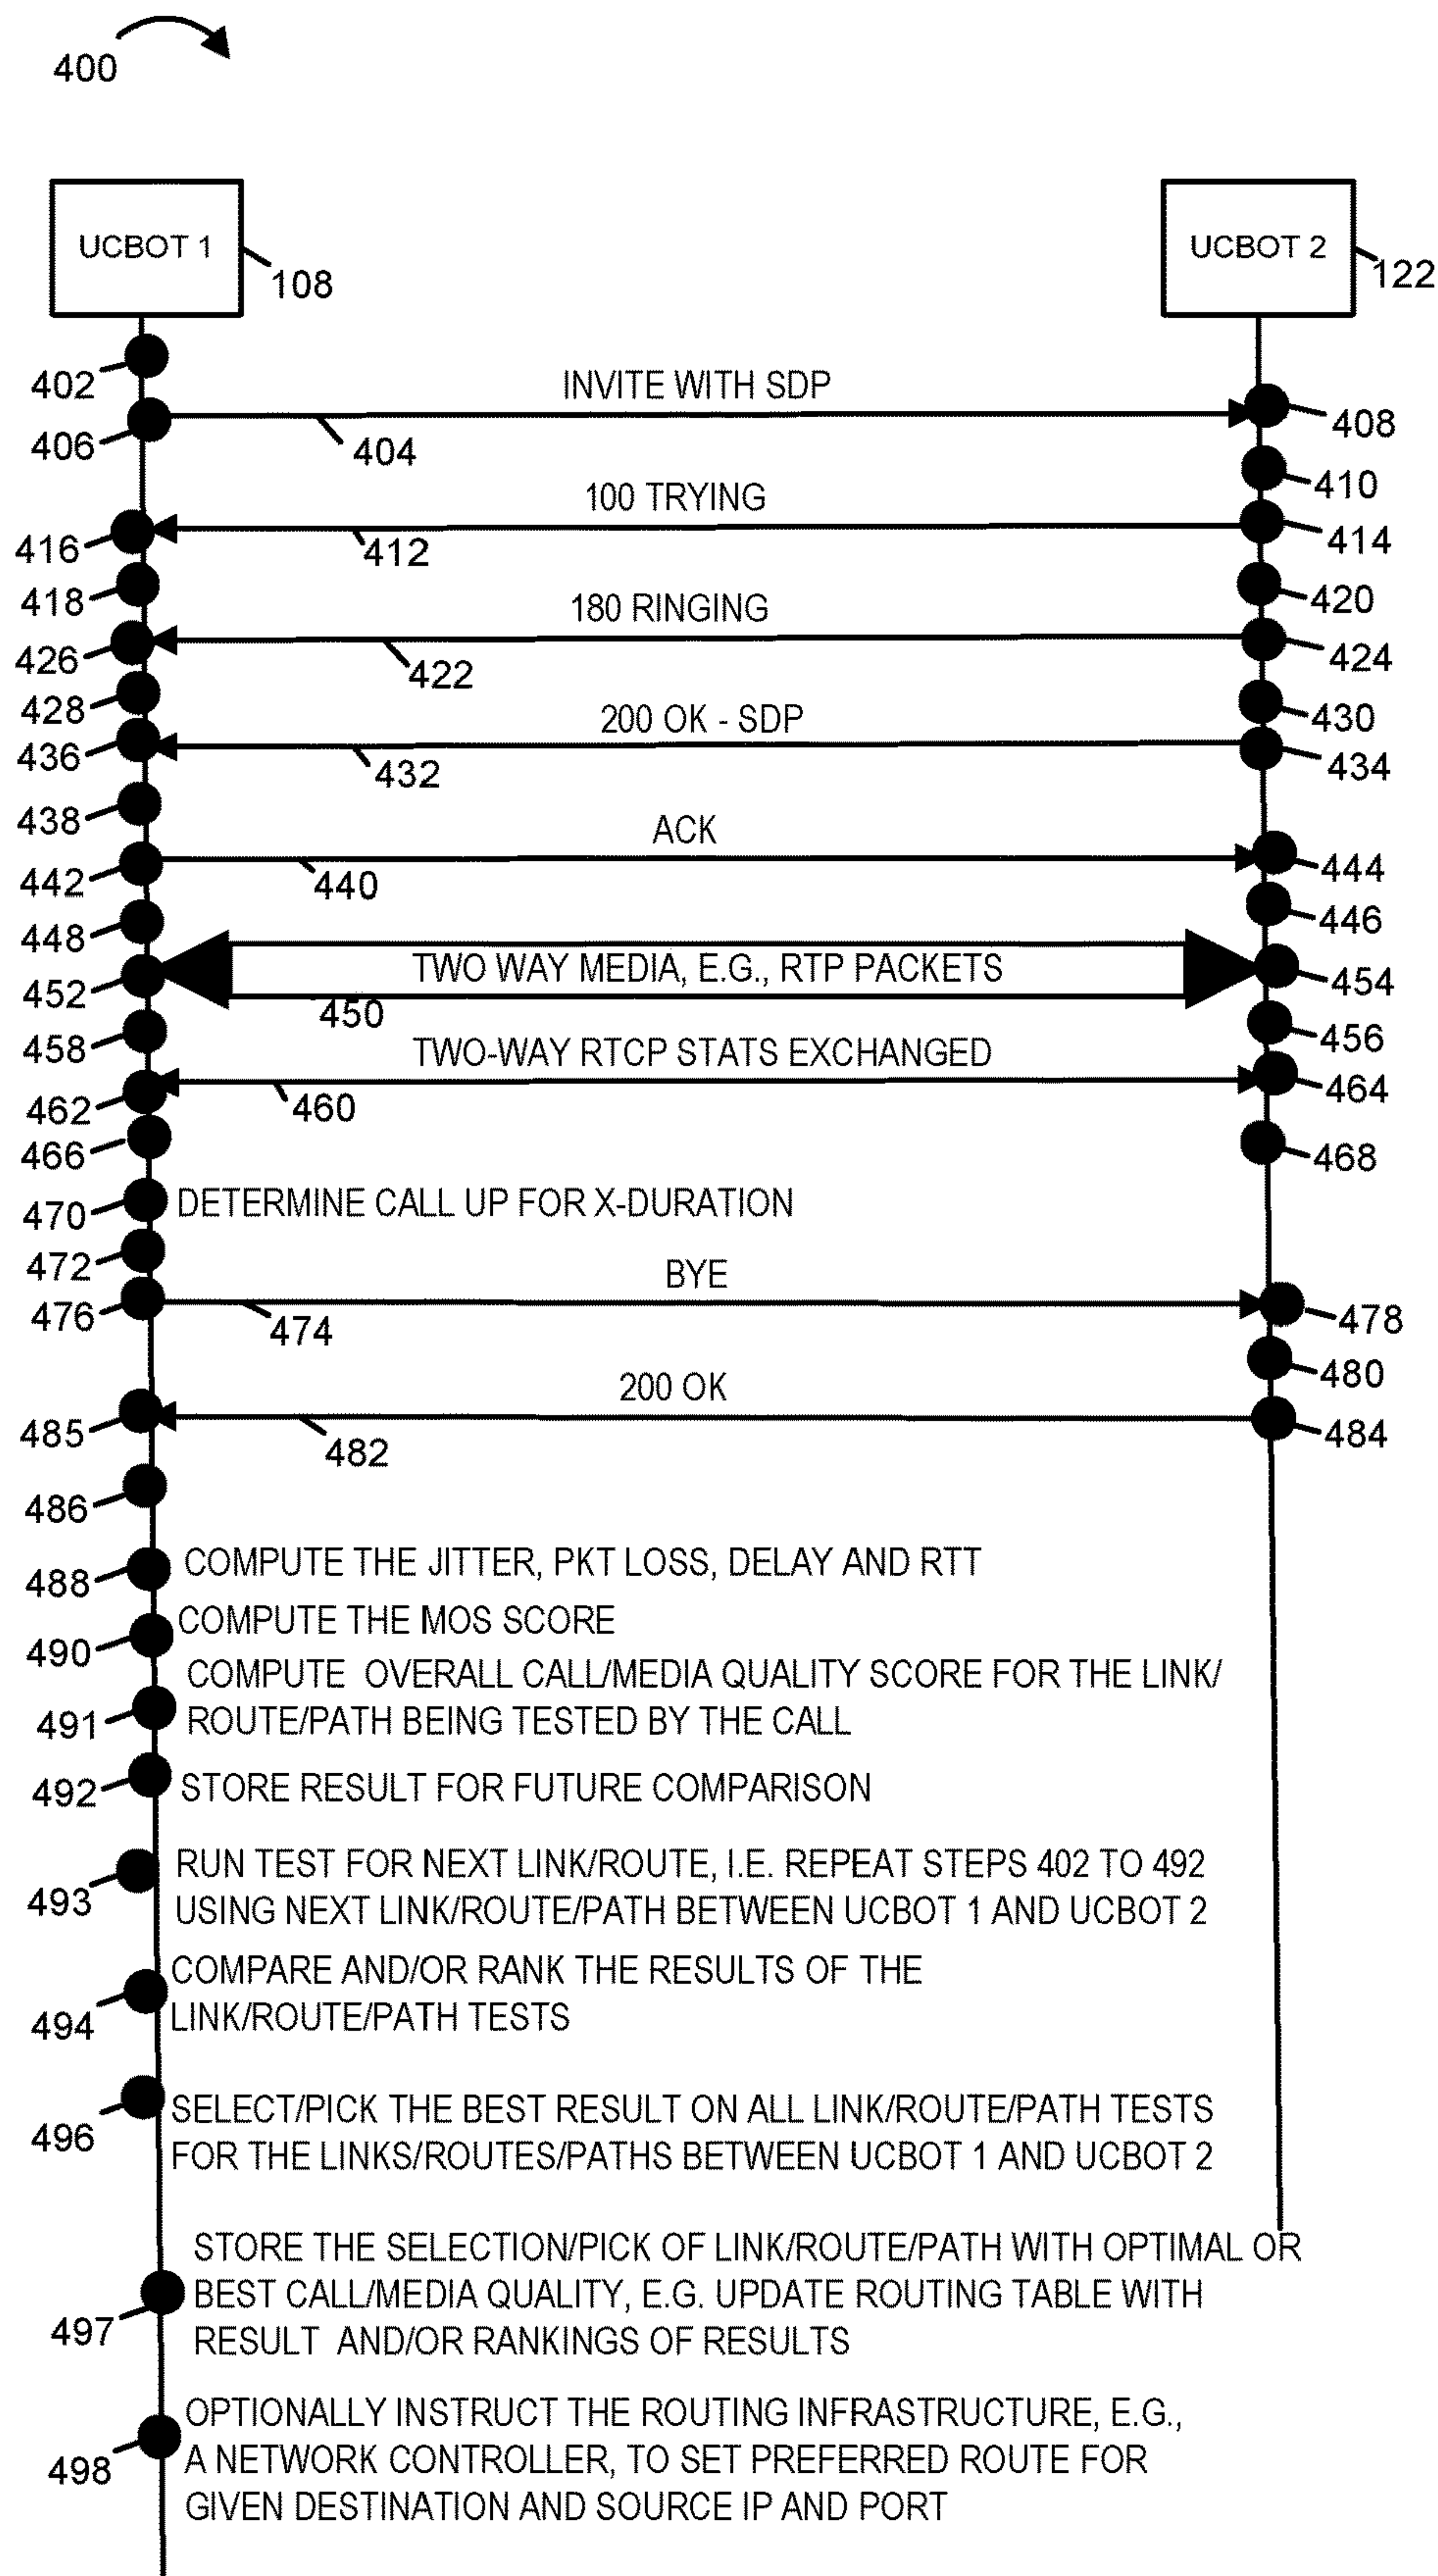 400
UCBOT 1
UCBOT 2
108
122
402
INVITE WITH SDP
406
404
408
410
100 TRYING
416
412
414
418
420
180 RINGING
426
422
424
428
430
200 OK - SDP
436
432
434
438
ACK
442
440
444
448
446
TWO WAY MEDIA, E.G., RTP PACKETS
452
450
454
458
456
TWO-WAY RTCP STATS EXCHANGED
462
460
464
466
468
470
DETERMINE CALL UP FOR X-DURATION
472
BYE
476
474
478
480
200 OK
485
482
484
486
COMPUTE THE JITTER, PKT LOSS, DELAY AND RTT
488
COMPUTE THE MOS SCORE
490
COMPUTE OVERALL CALL/MEDIA QUALITY SCORE FOR THE LINK/
491
ROUTE/PATH BEING TESTED BY THE CALL
492
STORE RESULT FOR FUTURE COMPARISON
RUN TEST FOR NEXT LINK/ROUTE, I.E. REPEAT STEPS 402 TO 492
493
USING NEXT LINK/ROUTE/PATH BETWEEN UCBOT 1 AND UCBOT 2
COMPARE AND/OR RANK THE RESULTS OF THE
494
LINK/ROUTE/PATH TESTS
SELECT/PICK THE BEST RESULT ON ALL LINK/ROUTE/PATH TESTS
496
FOR THE LINKS/ROUTES/PATHS BETWEEN UCBOT 1 AND UCBOT 2
STORE THE SELECTION/PICK OF LINK/ROUTE/PATH WITH OPTIMAL OR
BEST CALL/MEDIA QUALITY, E.G. UPDATE ROUTING TABLE WITH
497
RESULT AND/OR RANKINGS OF RESULTS
OPTIONALLY INSTRUCT THE ROUTING INFRASTRUCTURE, E.G.,
A NETWORK CONTROLLER, TO SET PREFERRED ROUTE FOR
498
GIVEN DESTINATION AND SOURCE IP AND PORT